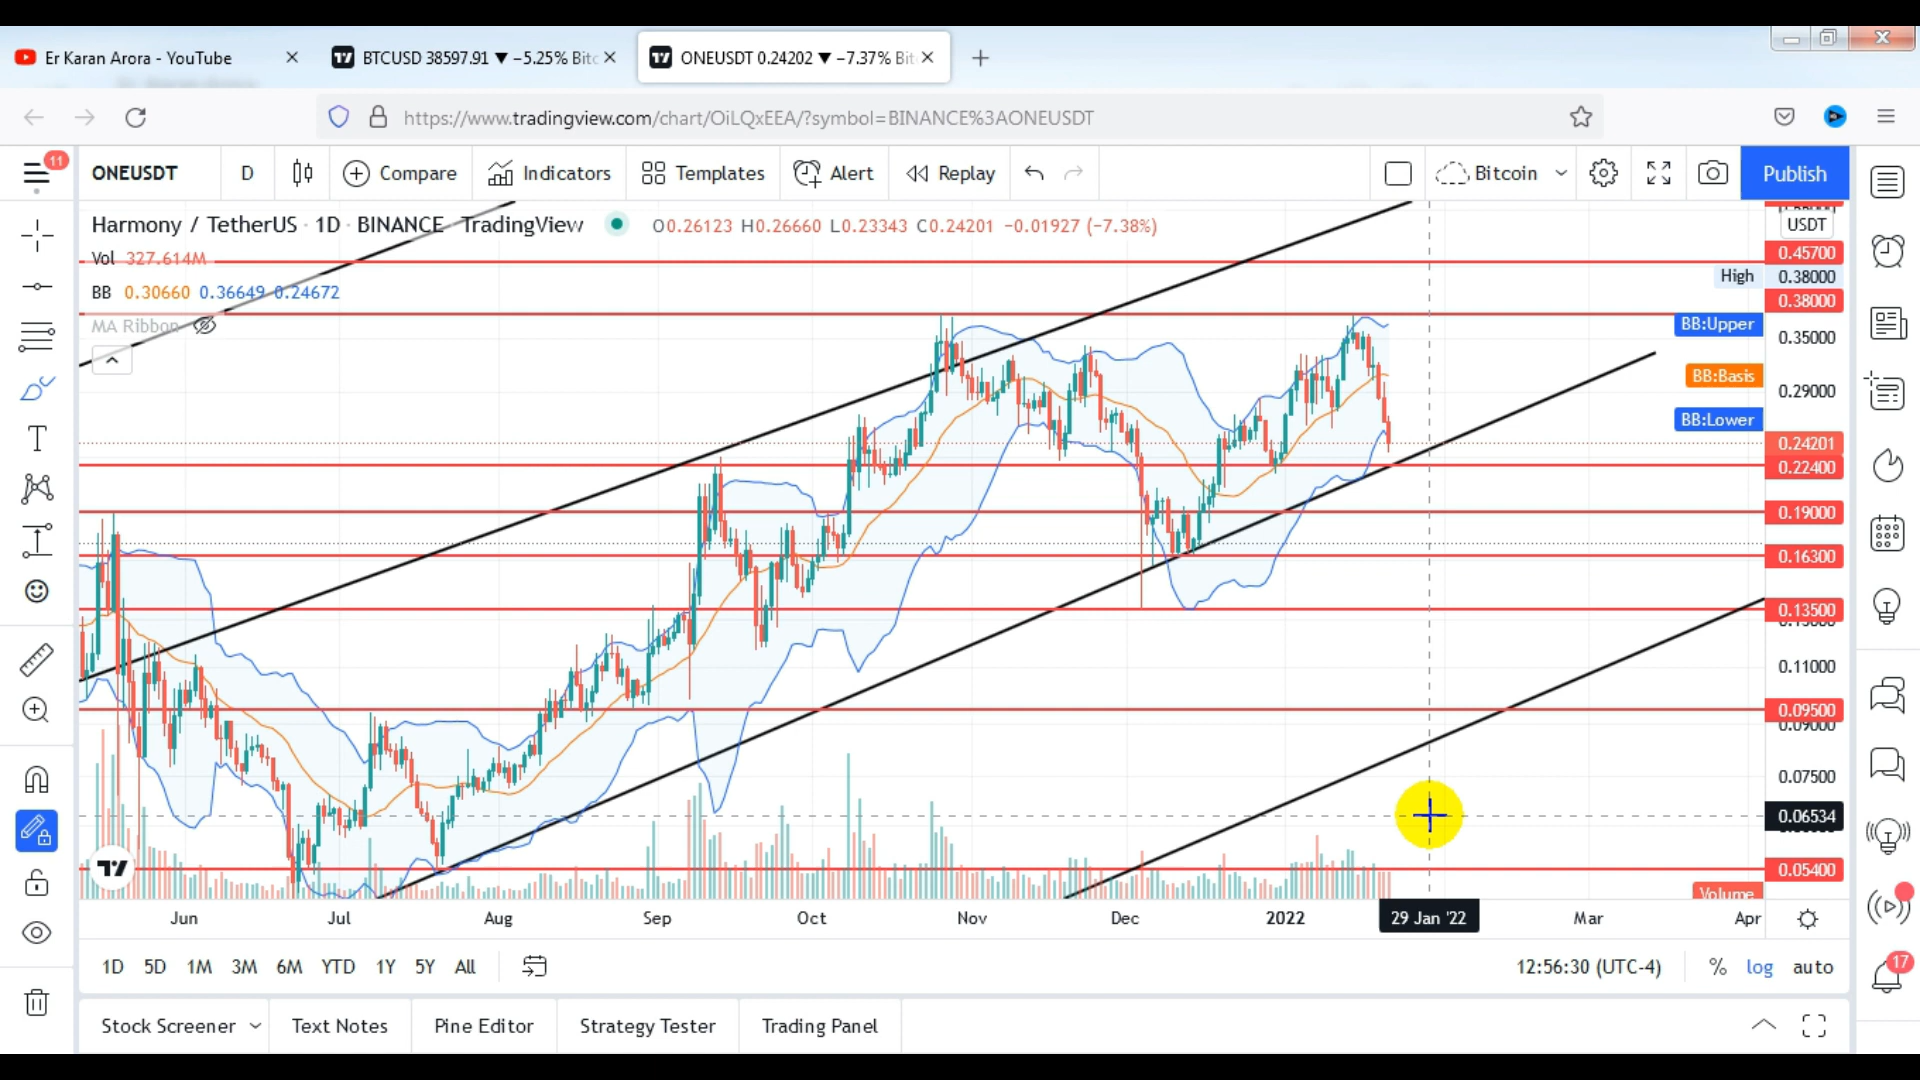 Er Karan Arora - YouTube
BTCUSD 38597.91 ▼ −5.25% Bitc
ONEUSDT 0.24202 ▼ −7.37% Bit
https://www.tradingview.com/chart/OiLQxEEA/?symbol=BINANCE%3AONEUSDT
11
ONEUSDT D Compare Indicators Templates Alert Replay Bitcoin Publish
Harmony / TetherUS · 1D · BINANCE TradingView O0.26123 H0.26660 L0.23343 C0.24201 −0.01927 (−7.38%)
Vol 327.614M
BB 0.30660 0.36649 0.24672
MA Ribbon
USDT
0.45700
High 0.38000
0.38000
BB:Upper
0.35000
BB:Basis
0.29000
BB:Lower
0.24201
0.22400
0.19000
0.16300
0.13500
0.11000
0.09500
0.09000
0.07500
0.06534
0.05400
Volume
Jun Jul Aug Sep Oct Nov Dec 2022 29 Jan '22 Mar Apr
1D 5D 1M 3M 6M YTD 1Y 5Y All
12:56:30 (UTC-4) % log auto
17
Stock Screener Text Notes Pine Editor Strategy Tester Trading Panel